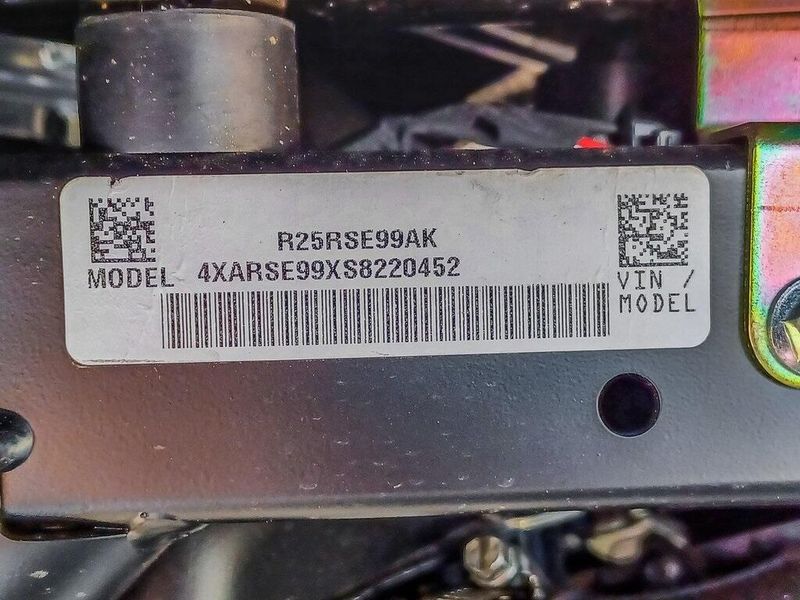 R25RSE99AK
MODEL 4XARSE99XS8220452
VIN /
MODEL